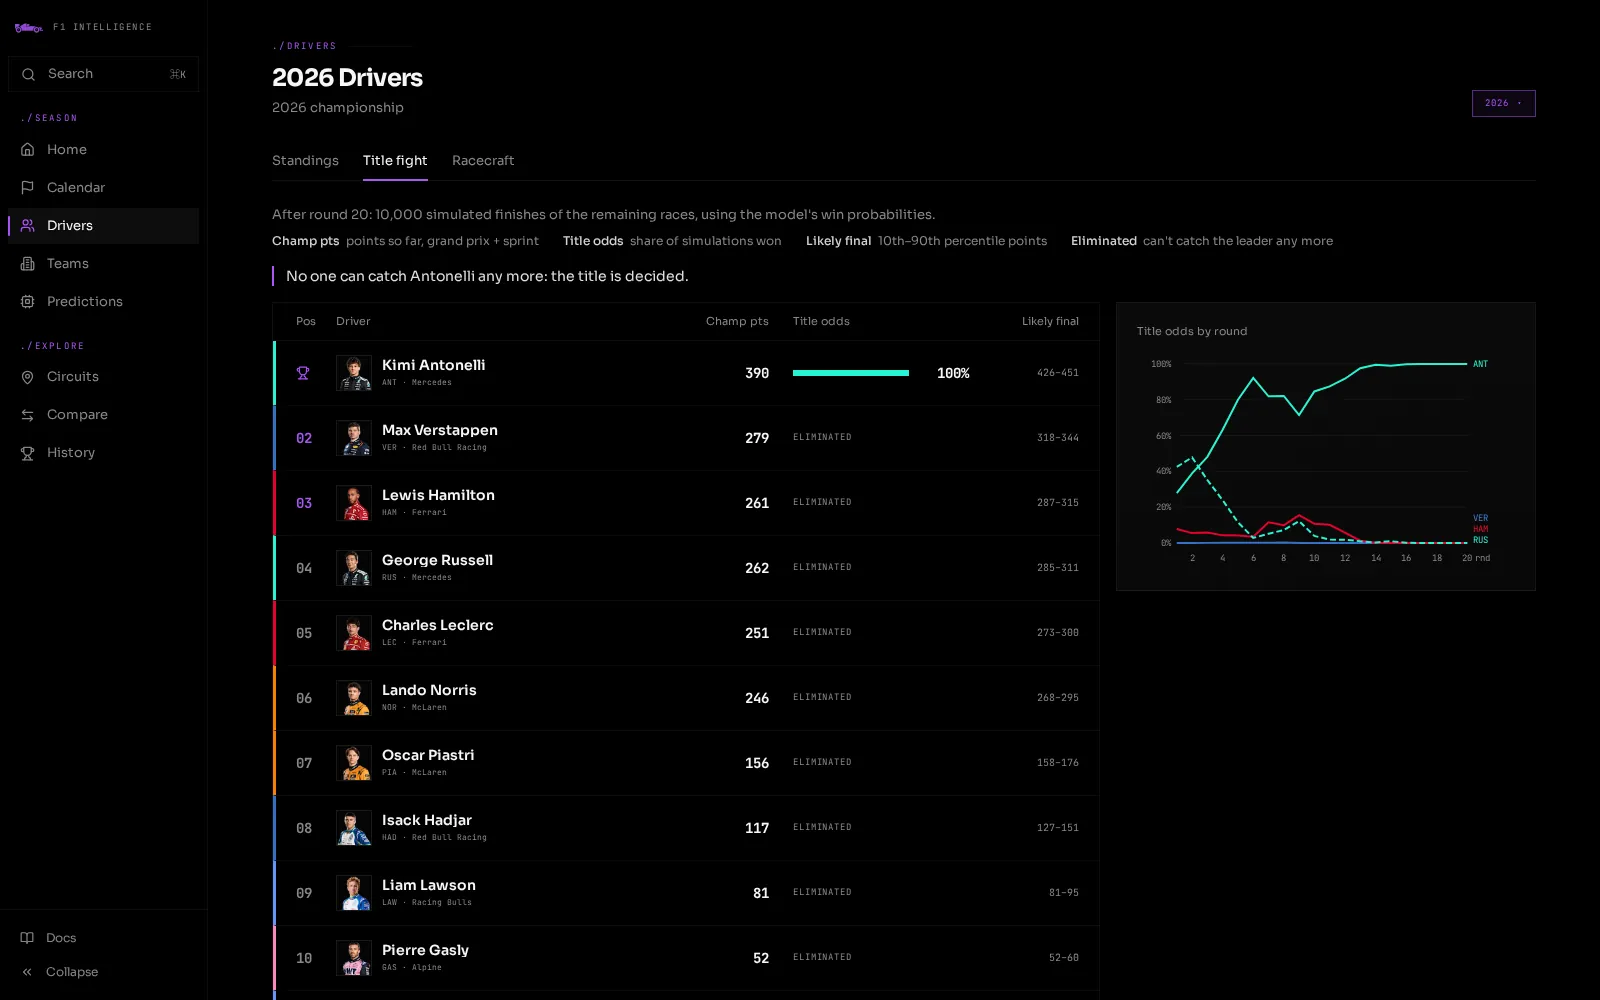 F1 INTELLIGENCE
Search ⌘K
./SEASON
Home
Calendar
Drivers
Teams
Predictions
./EXPLORE
Circuits
Compare
History
Docs
Collapse
./DRIVERS
2026 Drivers
2026 championship
2026 ·
Standings Title fight Racecraft
After round 20: 10,000 simulated finishes of the remaining races, using the model's win probabilities.
Champ pts points so far, grand prix + sprint Title odds share of simulations won Likely final 10th–90th percentile points Eliminated can't catch the leader any more
No one can catch Antonelli any more: the title is decided.
Pos Driver Champ pts Title odds Likely final
Kimi Antonelli 390 100% 426–451
ANT · Mercedes
02 Max Verstappen 279 ELIMINATED 318–344
VER · Red Bull Racing
03 Lewis Hamilton 261 ELIMINATED 287–315
HAM · Ferrari
04 George Russell 262 ELIMINATED 285–311
RUS · Mercedes
05 Charles Leclerc 251 ELIMINATED 273–300
LEC · Ferrari
06 Lando Norris 246 ELIMINATED 268–295
NOR · McLaren
07 Oscar Piastri 156 ELIMINATED 158–176
PIA · McLaren
08 Isack Hadjar 117 ELIMINATED 127–151
HAD · Red Bull Racing
09 Liam Lawson 81 ELIMINATED 81–95
LAW · Racing Bulls
10 Pierre Gasly 52 ELIMINATED 52–60
GAS · Alpine
Title odds by round
100% ANT
80%
60%
40%
20%
VER
HAM
RUS
0%
2 4 6 8 10 12 14 16 18 20 rnd